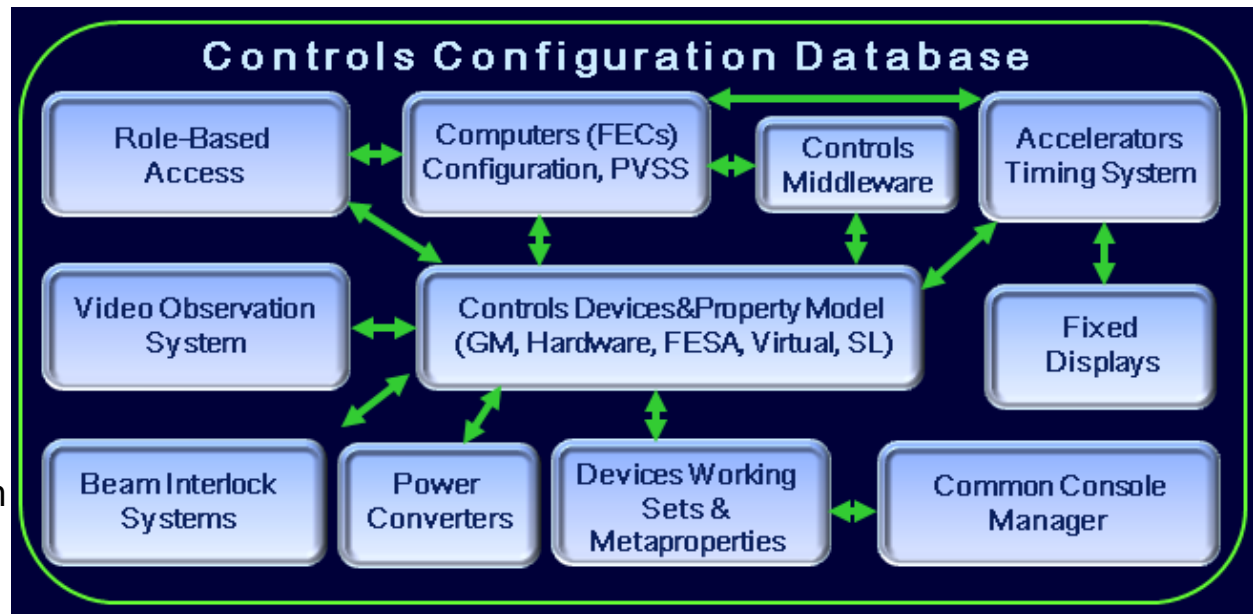 Controls Configuration Database
Role-Based
Access
Computers (FECs)
Configuration, PVSS
Controls
Middleware
Accelerators
Timing System
Video Observation
System
Controls Devices&Property Model
(GM, Hardware, FESA, Virtual, SL)
Fixed
Displays
Beam Interlock
Systems
Power
Converters
Devices Working
Sets &
Metaproperties
Common Console
Manager
n